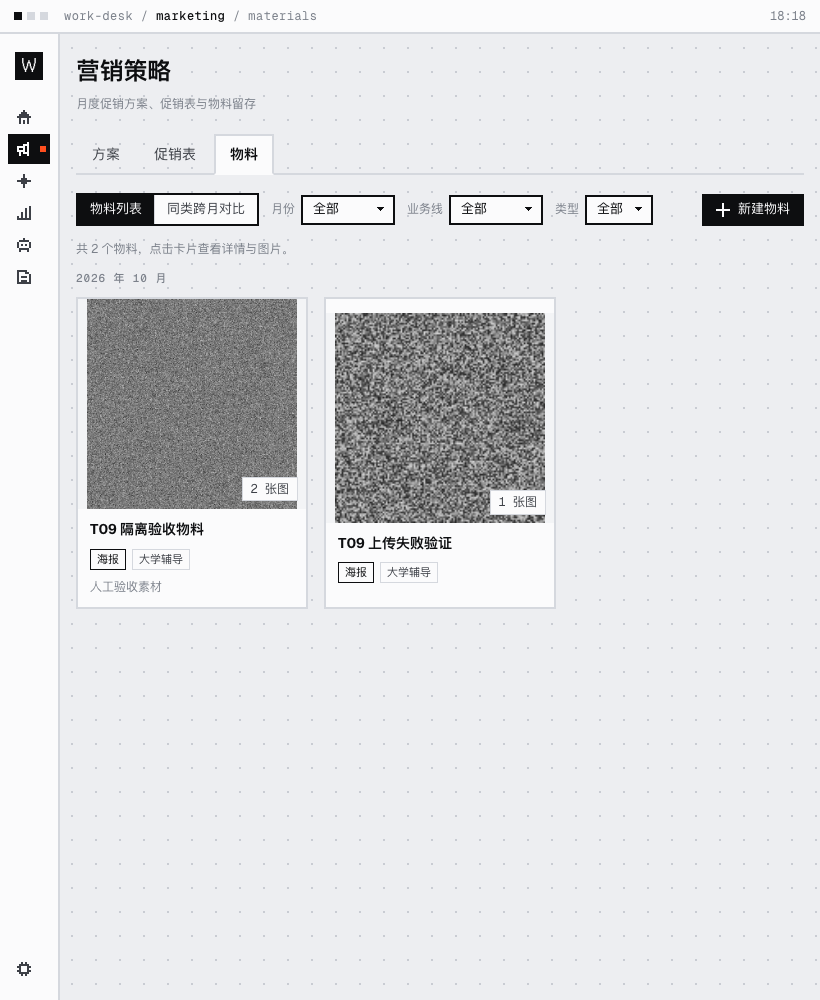 work-desk / marketing / materials
18:18
W
营销策略
月度促销方案、促销表与物料留存
方案 促销表 物料
物料列表 同类跨月对比 月份 全部 业务线 全部 类型 全部 新建物料
共 2 个物料，点击卡片查看详情与图片。
2026 年 10 月
2 张图
T09 隔离验收物料
海报 大学辅导
人工验收素材
1 张图
T09 上传失败验证
海报 大学辅导